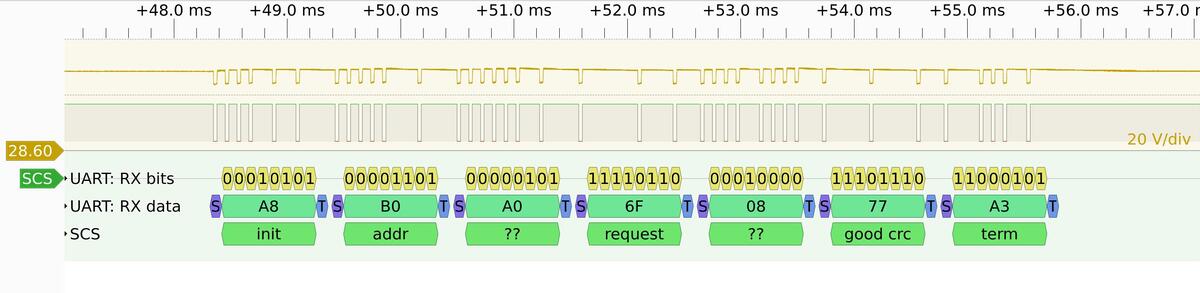 +48.0 ms +49.0 ms +50.0 ms +51.0 ms +52.0 ms +53.0 ms +54.0 ms +55.0 ms +56.0 ms +57.0 m
20 V/div
28.60
SCS UART: RX bits 00010101 00001101 00000101 11110110 00010000 11101110 11000101
UART: RX data S A8 T S B0 T S A0 T S 6F T S 08 T S 77 T S A3 T
SCS init addr ?? request ?? good crc term